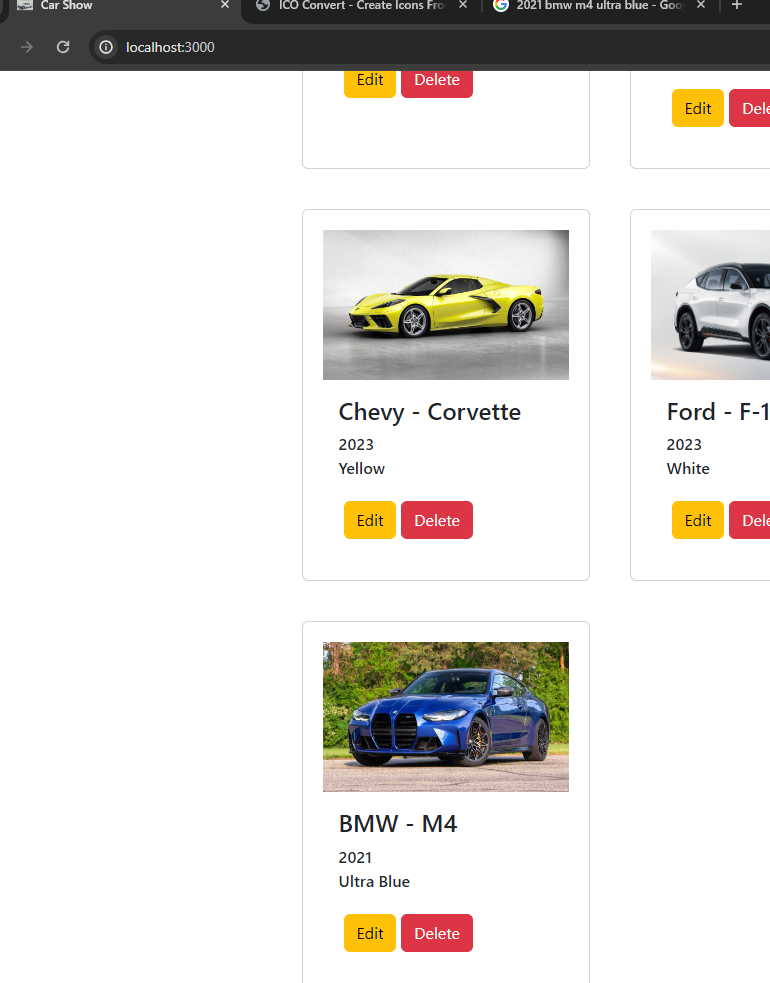 Car Show
ICO Convert - Create Icons Fro
2021 bmw m4 ultra blue - Goo
localhost:3000
Edit Delete
Edit Dele
Chevy - Corvette
2023
Yellow
Edit Delete
Ford - F-1
2023
White
Edit Dele
BMW - M4
2021
Ultra Blue
Edit Delete